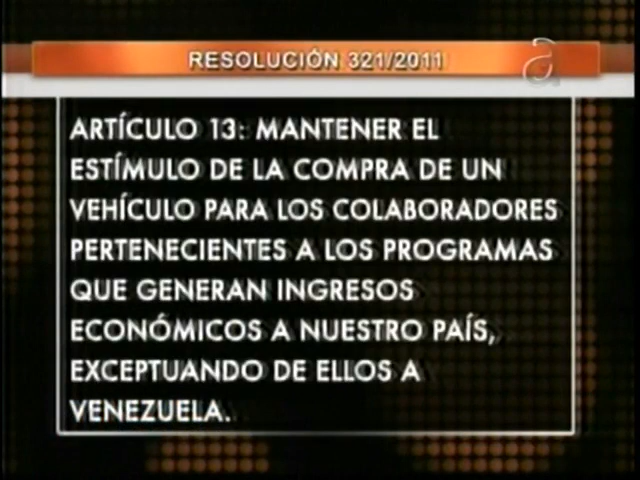 RESOLUCIÓN 321/2011
a
ARTÍCULO 13: MANTENER EL
ESTÍMULO DE LA COMPRA DE UN
VEHÍCULO PARA LOS COLABORADORES
PERTENECIENTES A LOS PROGRAMAS
QUE GENERAN INGRESOS
ECONÓMICOS A NUESTRO PAÍS,
EXCEPTUANDO DE ELLOS A
VENEZUELA.